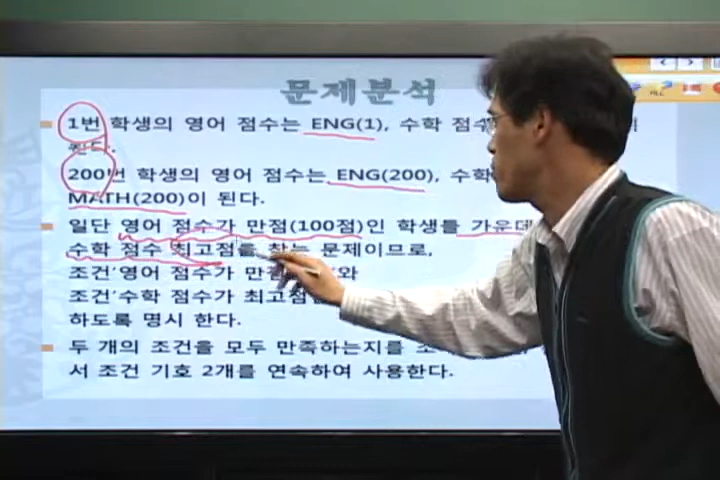 문제분석
1번 학생의 영어 점수는 ENG(1), 수학 점수
된다.
200번 학생의 영어 점수는 ENG(200), 수학
MATH(200)이 된다.
일단 영어 점수가 만점(100점)인 학생들 가운데
수학 점수 최고점을 찾는 문제이므로,
조건'영어 점수가 만점
조건'수학 점수가 최고점
하도록 명시 한다.
두 개의 조건을 모두 만족하는지를
서 조건 기호 2개를 연속하여 사용한다.